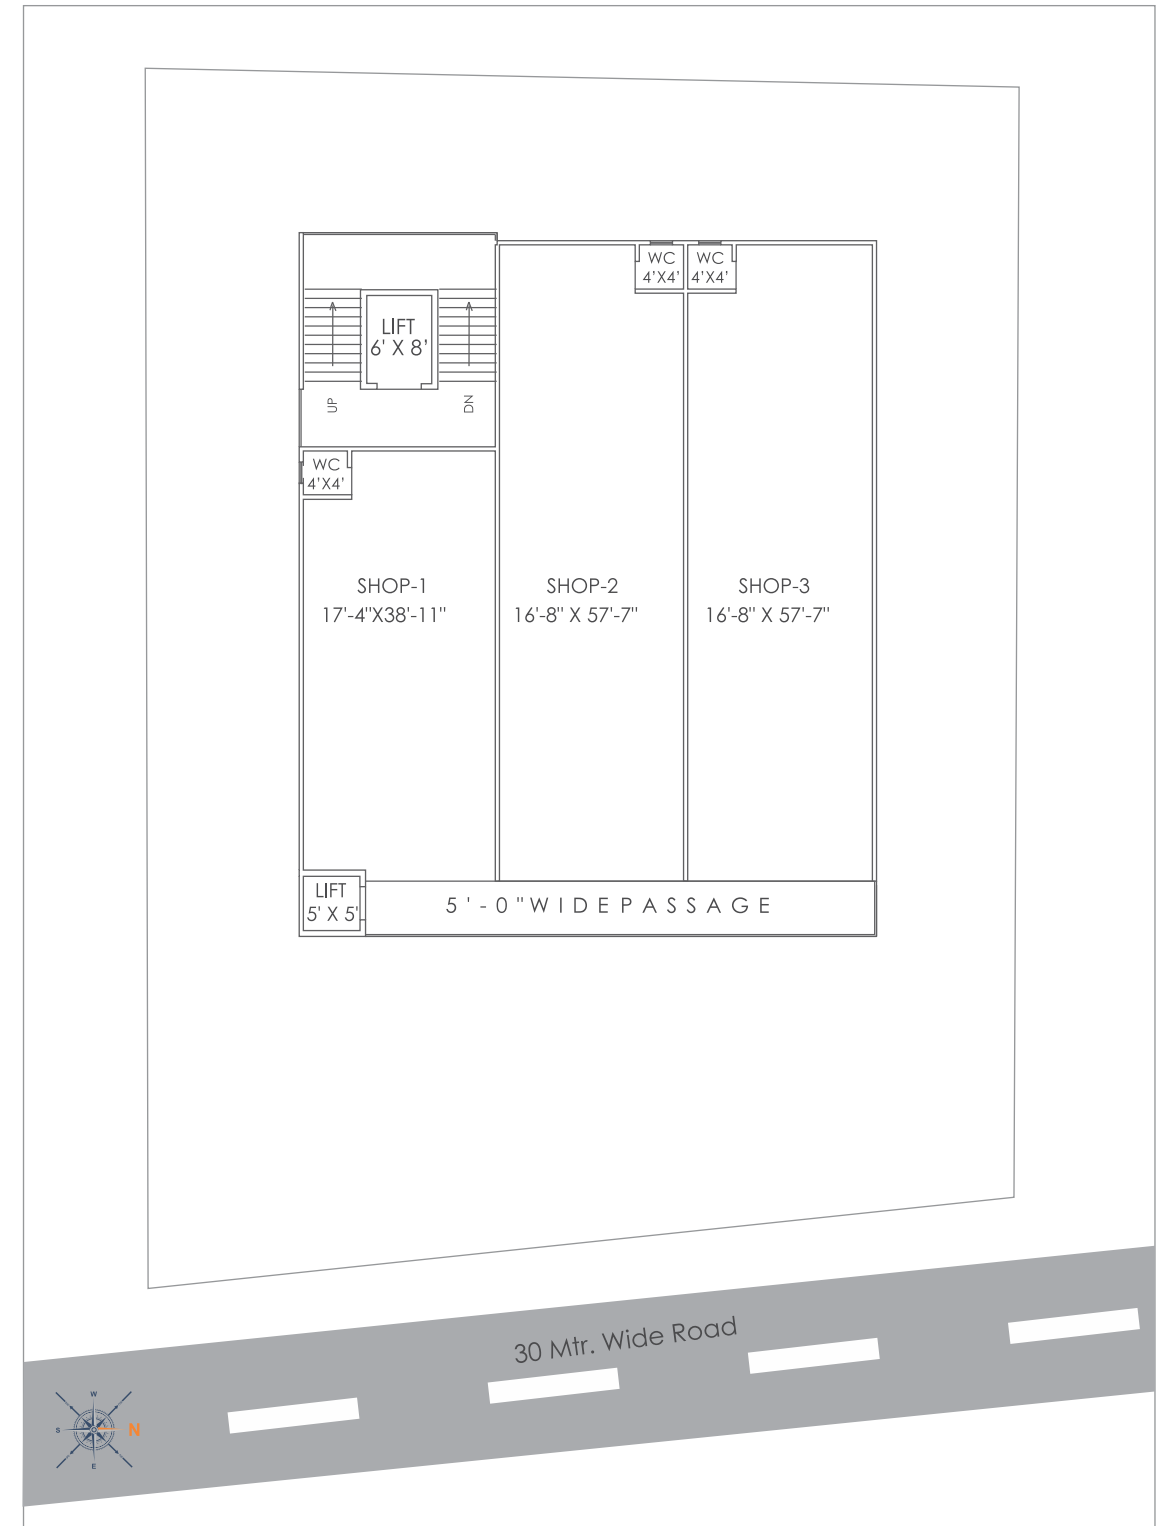 WC
4'X4'
WC
4'X4'
LIFT
6' X 8'
UP
DN
WC
4'X4'
SHOP-1
17'-4"X38'-11"
SHOP-2
16'-8" X 57'-7"
SHOP-3
16'-8" X 57'-7"
LIFT
5' X 5'
5'-0"WIDEPASSAGE
30 Mtr. Wide Road
W
S
N
E